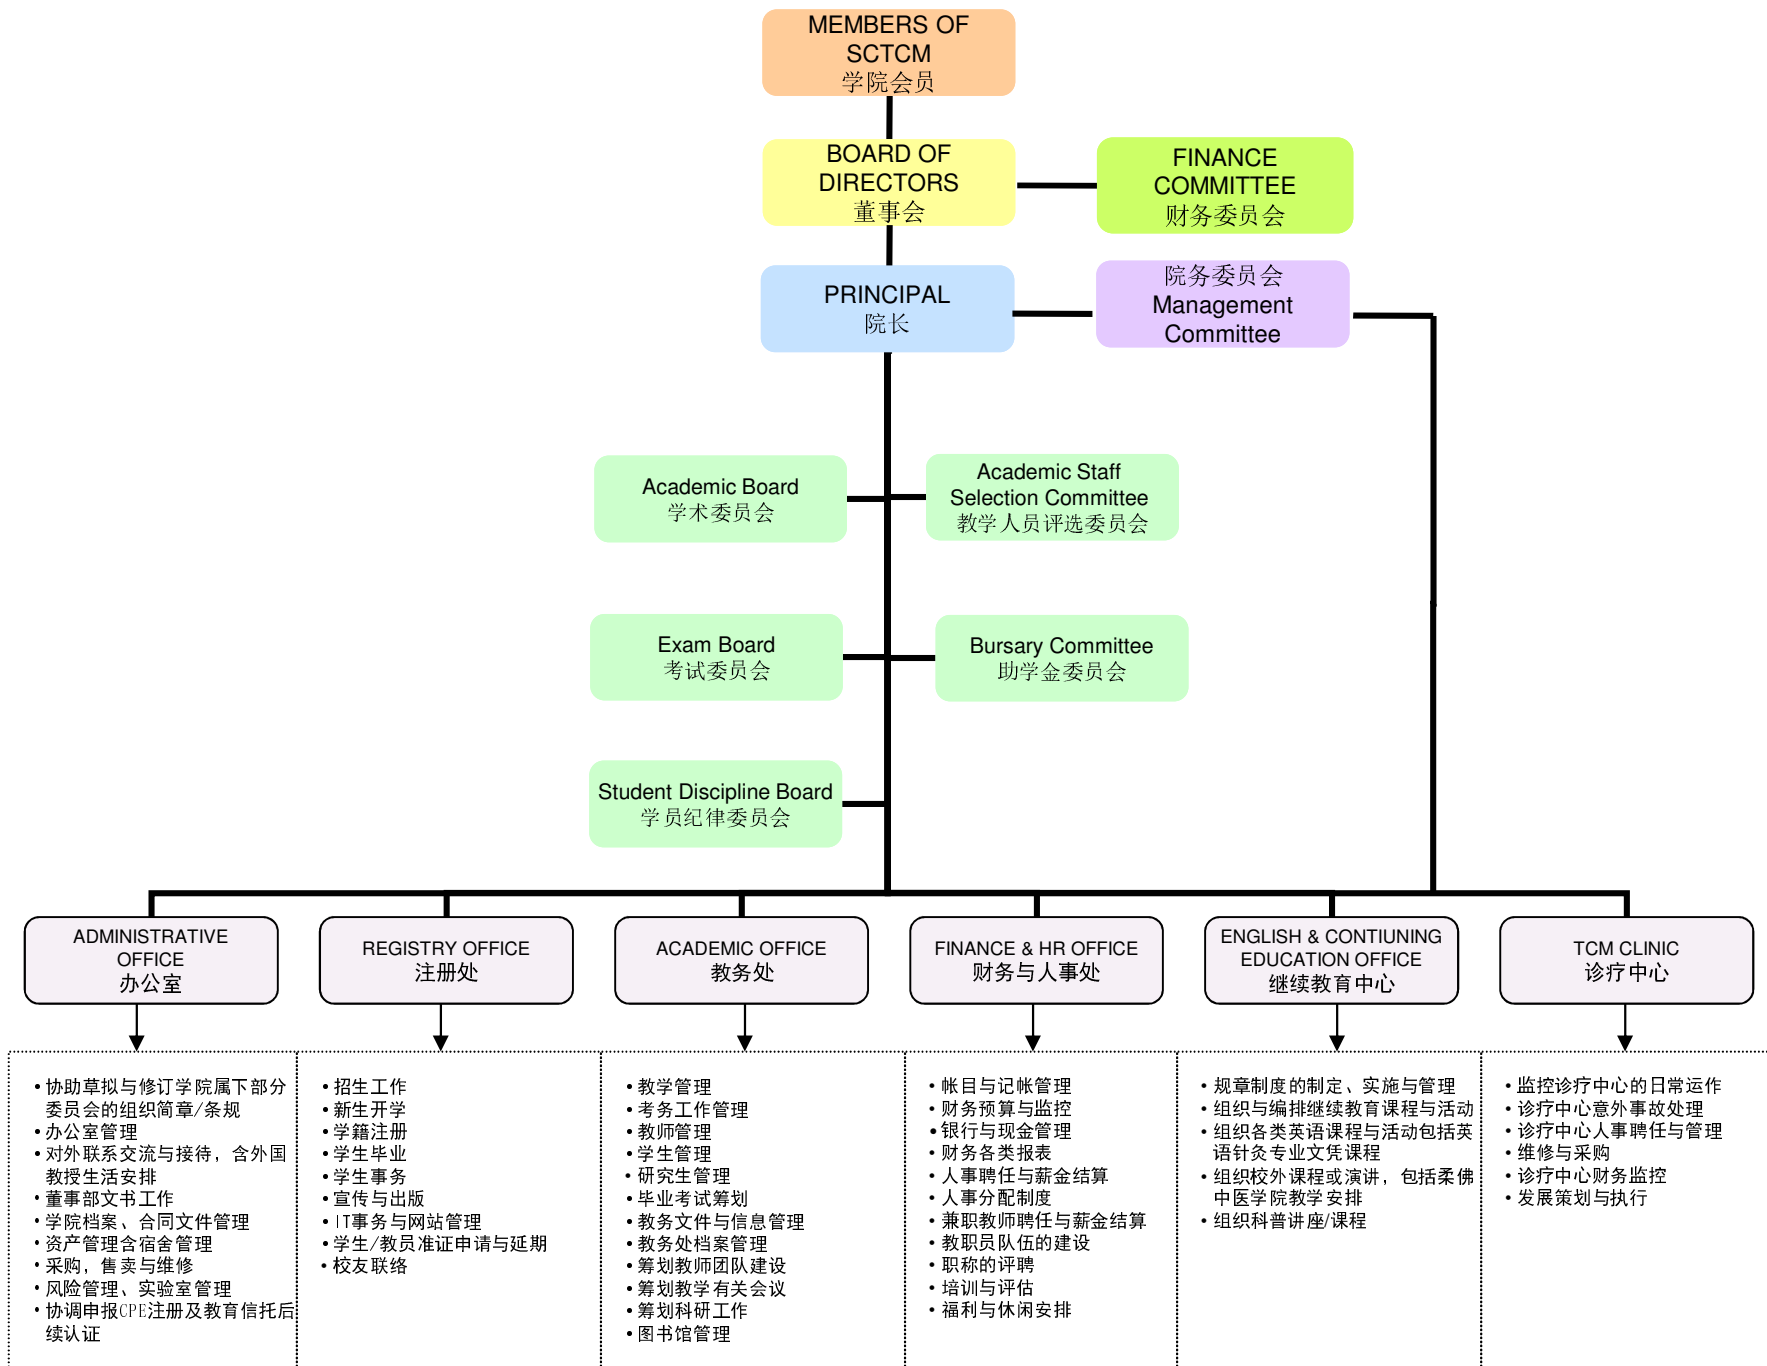 MEMBERS OF
SCTCM
学院会员
BOARD OF
DIRECTORS
董事会
FINANCE
COMMITTEE
财务委员会
PRINCIPAL
院长
院务委员会
Management
Committee
Academic Board
学术委员会
Academic Staff
Selection Committee
教学人员评选委员会
Exam Board
考试委员会
Bursary Committee
助学金委员会
Student Discipline Board
学员纪律委员会
ADMINISTRATIVE
OFFICE
办公室
REGISTRY OFFICE
注册处
ACADEMIC OFFICE
教务处
FINANCE & HR OFFICE
财务与人事处
ENGLISH & CONTIUNING
EDUCATION OFFICE
继续教育中心
TCM CLINIC
诊疗中心
• 协助草拟与修订学院属下部分
委员会的组织简章/条规
• 办公室管理
• 对外联系交流与接待，含外国
教授生活安排
• 董事部文书工作
• 学院档案、合同文件管理
• 资产管理含宿舍管理
• 采购，售卖与维修
• 风险管理、实验室管理
• 协调申报CPE注册及教育信托后
续认证
• 招生工作
• 新生开学
• 学籍注册
• 学生毕业
• 学生事务
• 宣传与出版
• IT事务与网站管理
• 学生/教员准证申请与延期
• 校友联络
• 教学管理
• 考务工作管理
• 教师管理
• 学生管理
• 研究生管理
• 毕业考试筹划
• 教务文件与信息管理
• 教务处档案管理
• 筹划教师团队建设
• 筹划教学有关会议
• 筹划科研工作
• 图书馆管理
• 帐目与记帐管理
• 财务预算与监控
• 银行与现金管理
• 财务各类报表
• 人事聘任与薪金结算
• 人事分配制度
• 兼职教师聘任与薪金结算
• 教职员队伍的建设
• 职称的评聘
• 培训与评估
• 福利与休闲安排
• 规章制度的制定、实施与管理
• 组织与编排继续教育课程与活动
• 组织各类英语课程与活动包括英
语针灸专业文凭课程
• 组织校外课程或演讲，包括柔佛
中医学院教学安排
• 组织科普讲座/课程
• 监控诊疗中心的日常运作
• 诊疗中心意外事故处理
• 诊疗中心人事聘任与管理
• 维修与采购
• 诊疗中心财务监控
• 发展策划与执行